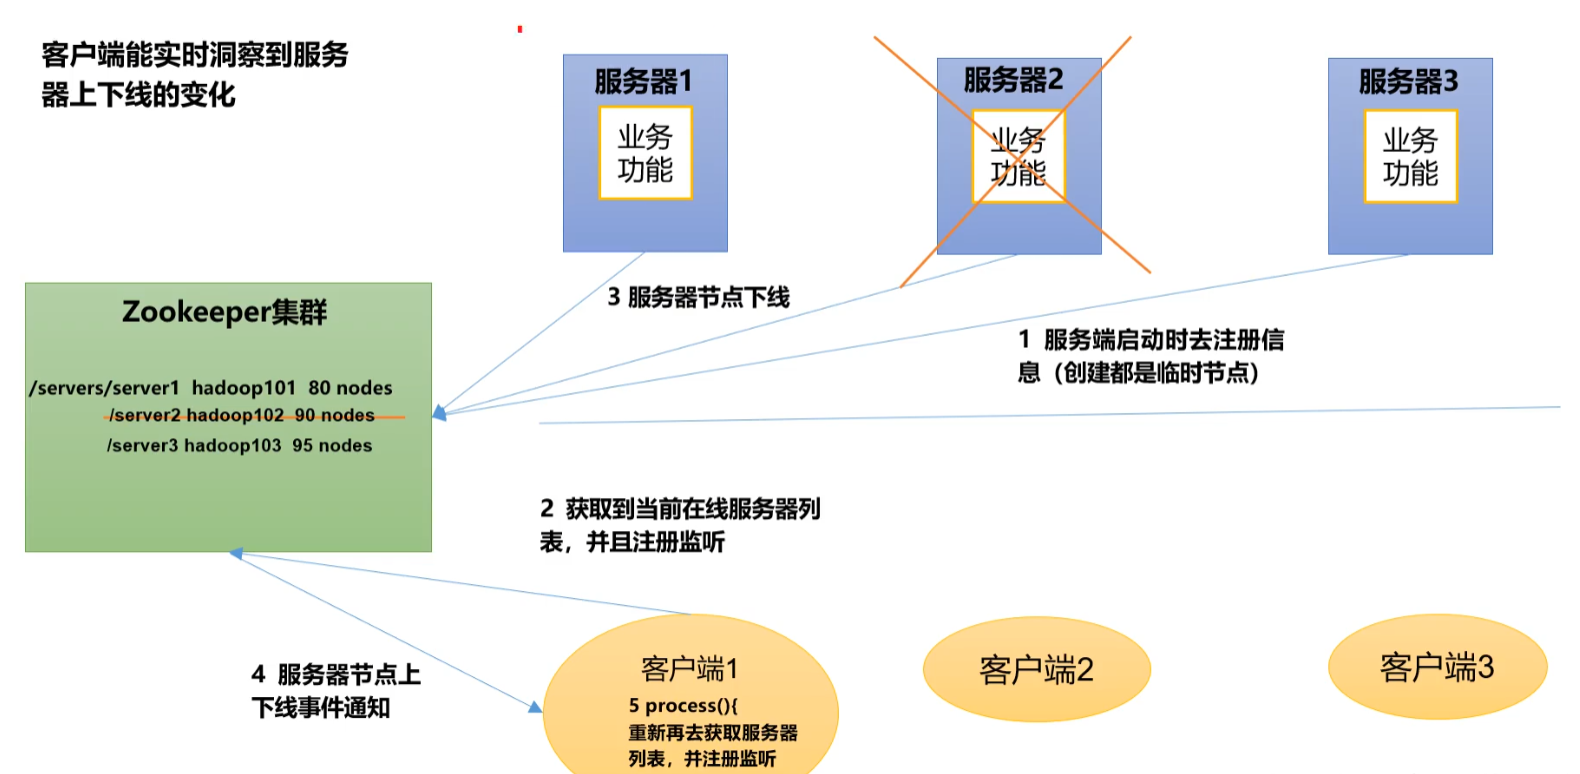 客户端能实时洞察到服务
器上下线的变化
服务器1
业务
功能
服务器2
业务
功能
服务器3
业务
功能
3 服务器节点下线
1 服务端启动时去注册信
息（创建都是临时节点）
Zookeeper集群
/servers/server1 hadoop101 80 nodes
/server2 hadoop102 90 nodes
/server3 hadoop103 95 nodes
2 获取到当前在线服务器列
表，并且注册监听
4 服务器节点上
下线事件通知
客户端1
5 process(){
重新再去获取服务器
列表，并注册监听
客户端2
客户端3